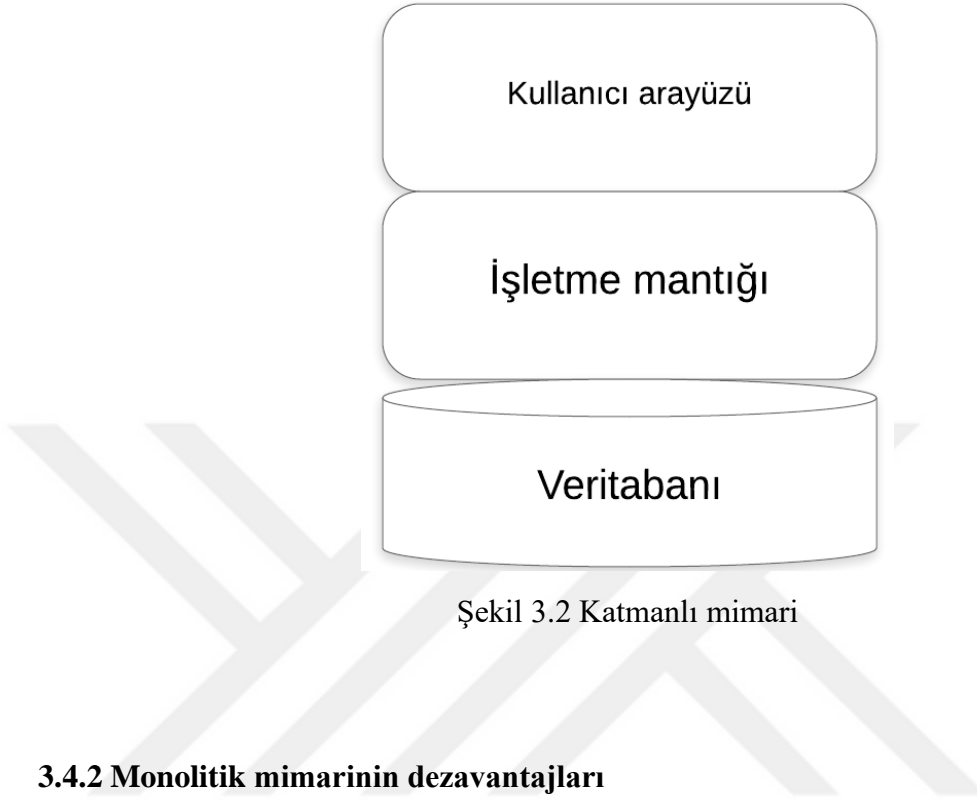 Kullanıcı arayüzü
İşletme mantığı
Veritabanı
Şekil 3.2 Katmanlı mimari
3.4.2 Monolitik mimarinin dezavantajları